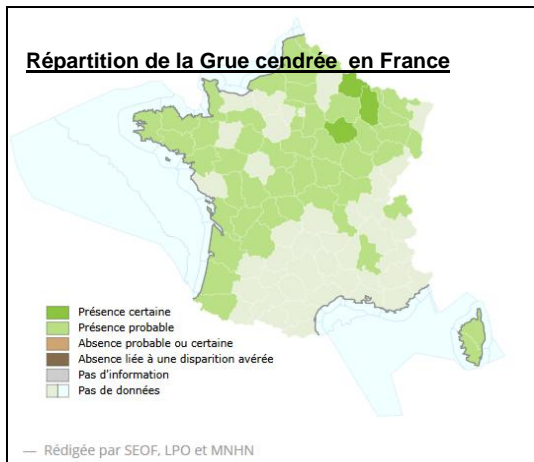 Répartition de la Grue cendrée en France
Présence certaine
Présence probable
Absence probable ou certaine
Absence liée à une disparition avérée
Pas d'information
Pas de données
— Rédigée par SEOF, LPO et MNHN